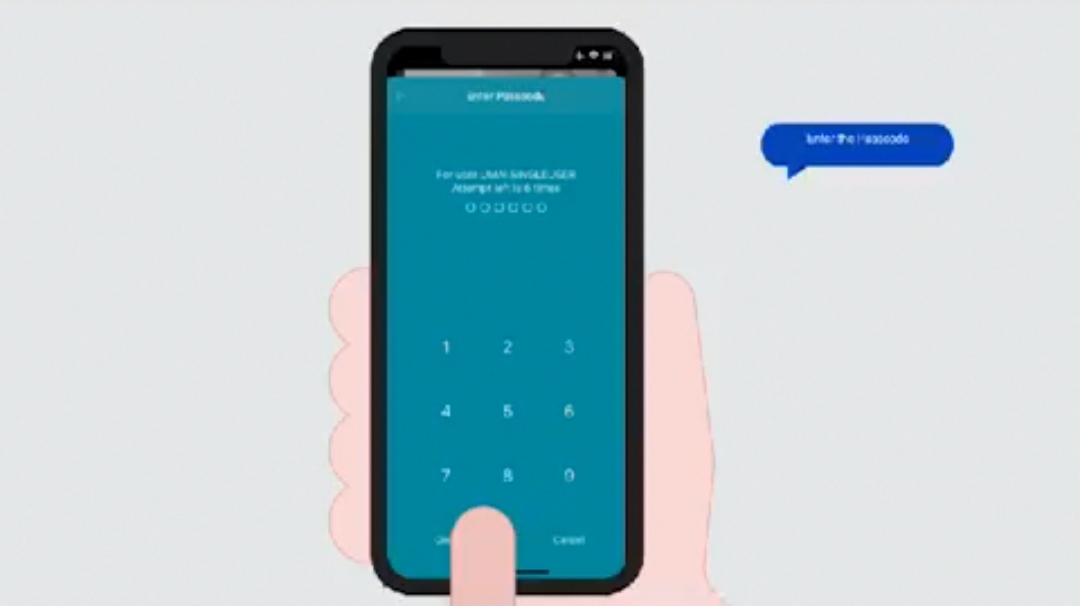 Enter Passcode
Enter the Passcode
For user SINGLEUSER
Attempt left is 6 times
1 2 3
4 5 6
7 8 9
Cancel